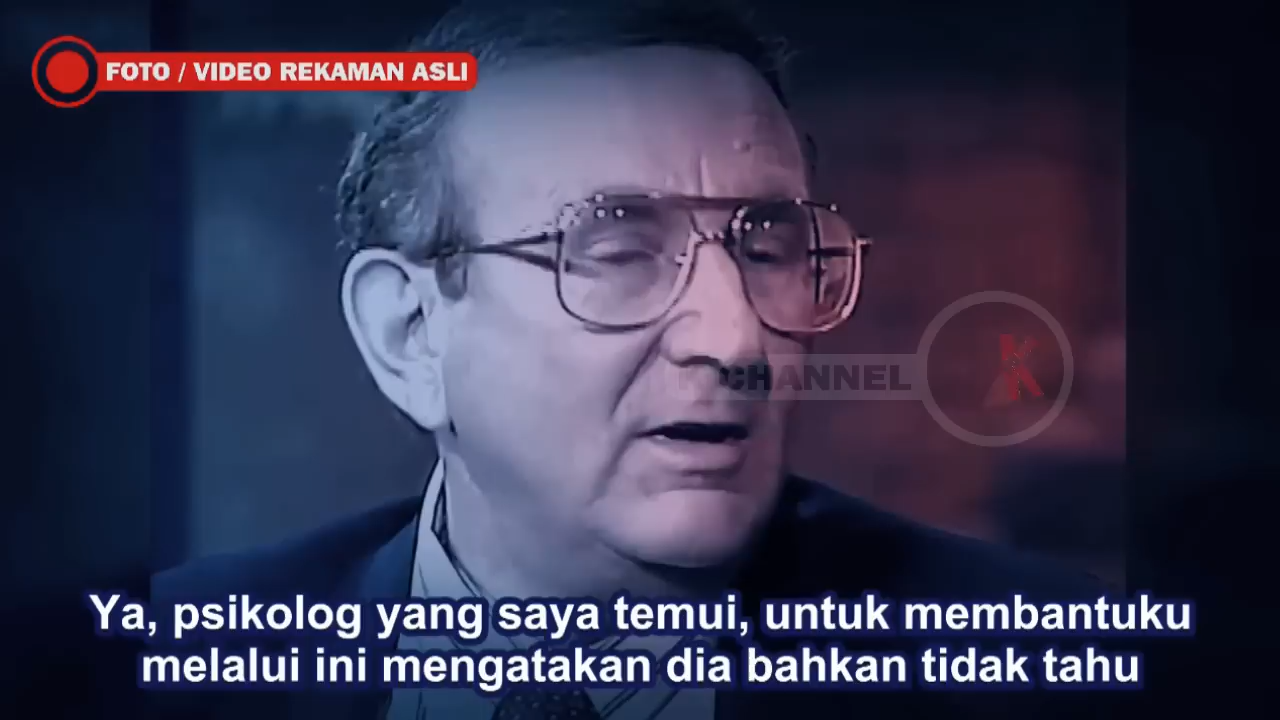 FOTO / VIDEO REKAMAN ASLI
CHANNEL
Ya, psikolog yang saya temui, untuk membantuku
melalui ini mengatakan dia bahkan tidak tahu